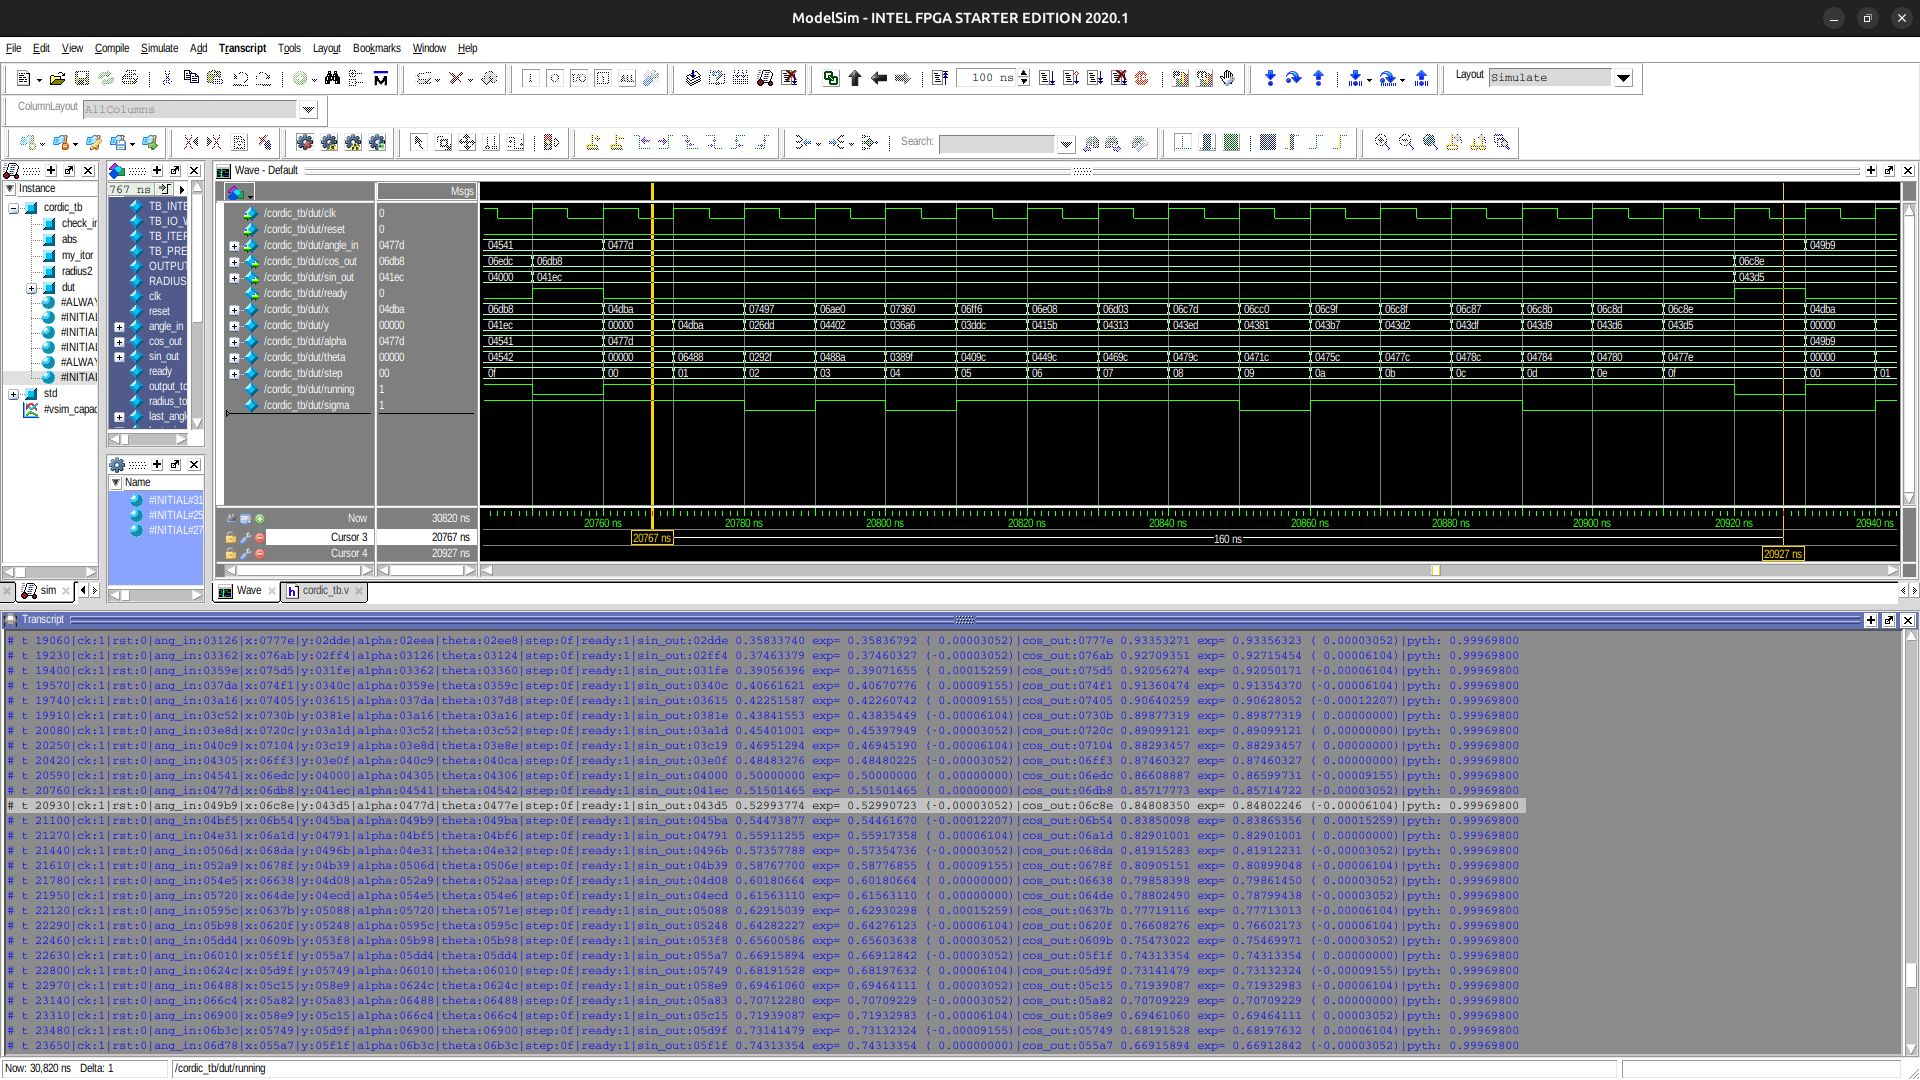 ModelSim - INTEL FPGA STARTER EDITION 2020.1
File Edit View Compile Simulate Add Transcript Tools Layout Bookmarks Window Help
100 ns
Layout Simulate
ColumnLayout AllColumns
Search:
Wave - Default
Instance
cordic_tb
check_ir
abs
my_itor
radius2
dut
#ALWAY
#INITIAL
#INITIAL
#INITIAL
#ALWAY
#INITIAL
std
#vsim_capac
767 ns
TB_INTE
TB_IO_V
TB_ITER
TB_PRE
OUTPUT
RADIUS
clk
reset
angle_in
cos_out
sin_out
ready
output_to
radius_to
last_angl
Name
#INITIAL#31
#INITIAL#25
#INITIAL#27
Msgs
/cordic_tb/dut/clk 0
/cordic_tb/dut/reset 0
/cordic_tb/dut/angle_in 0477d 04541 0477d 049b9
/cordic_tb/dut/cos_out 06db8 06edc 06db8 06c8e
/cordic_tb/dut/sin_out 041ec 04000 041ec 043d5
/cordic_tb/dut/ready 0
/cordic_tb/dut/x 04dba 06db8 04dba 07497 06ae0 07360 06ff6 06e08 06d03 06c7d 06cc0 06c9f 06c8f 06c87 06c8b 06c8d 06c8e 04dba
/cordic_tb/dut/y 00000 041ec 00000 04dba 026dd 04402 036a6 03ddc 0415b 04313 043ed 04381 043b7 043d2 043df 043d9 043d6 043d5 00000
/cordic_tb/dut/alpha 0477d 04541 0477d 049b9
/cordic_tb/dut/theta 00000 04542 00000 06488 0292f 0488a 0389f 0409c 0449c 0469c 0479c 0471c 0475c 0477c 0478c 04784 04780 0477e 00000
/cordic_tb/dut/step 00 0f 00 01 02 03 04 05 06 07 08 09 0a 0b 0c 0d 0e 0f 00 01
/cordic_tb/dut/running 1
/cordic_tb/dut/sigma 1
Now 30820 ns 20760 ns 20780 ns 20800 ns 20820 ns 20840 ns 20860 ns 20880 ns 20900 ns 20920 ns 20940 ns
Cursor 3 20767 ns 20767 ns 160 ns
Cursor 4 20927 ns 20927 ns
sim Wave cordic_tb.v
Transcript
# t 19060|ck:1|rst:0|ang_in:03126|x:0777e|y:02dde|alpha:02eea|theta:02ee8|step:0f|ready:1|sin_out:02dde 0.35833740 exp= 0.35836792 ( 0.00003052)|cos_out:0777e 0.93353271 exp= 0.93356323 ( 0.00003052)|pyth: 0.99969800
# t 19230|ck:1|rst:0|ang_in:03362|x:076ab|y:02ff4|alpha:03126|theta:03124|step:0f|ready:1|sin_out:02ff4 0.37463379 exp= 0.37460327 (-0.00003052)|cos_out:076ab 0.92709351 exp= 0.92715454 ( 0.00006104)|pyth: 0.99969800
# t 19400|ck:1|rst:0|ang_in:0359e|x:075d5|y:031fe|alpha:03362|theta:03360|step:0f|ready:1|sin_out:031fe 0.39056396 exp= 0.39071655 ( 0.00015259)|cos_out:075d5 0.92056274 exp= 0.92050171 (-0.00006104)|pyth: 0.99969800
# t 19570|ck:1|rst:0|ang_in:037da|x:074f1|y:0340c|alpha:0359e|theta:0359c|step:0f|ready:1|sin_out:0340c 0.40661621 exp= 0.40670776 ( 0.00009155)|cos_out:074f1 0.91360474 exp= 0.91354370 (-0.00006104)|pyth: 0.99969800
# t 19740|ck:1|rst:0|ang_in:03a16|x:07405|y:03615|alpha:037da|theta:037d8|step:0f|ready:1|sin_out:03615 0.42251587 exp= 0.42260742 ( 0.00009155)|cos_out:07405 0.90640259 exp= 0.90628052 (-0.00012207)|pyth: 0.99969800
# t 19910|ck:1|rst:0|ang_in:03c52|x:0730b|y:0381e|alpha:03a16|theta:03a16|step:0f|ready:1|sin_out:0381e 0.43841553 exp= 0.43835449 (-0.00006104)|cos_out:0730b 0.89877319 exp= 0.89877319 ( 0.00000000)|pyth: 0.99969800
# t 20080|ck:1|rst:0|ang_in:03e8d|x:0720c|y:03a1d|alpha:03c52|theta:03c52|step:0f|ready:1|sin_out:03a1d 0.45401001 exp= 0.45397949 (-0.00003052)|cos_out:0720c 0.89099121 exp= 0.89099121 ( 0.00000000)|pyth: 0.99969800
# t 20250|ck:1|rst:0|ang_in:040c9|x:07104|y:03c19|alpha:03e8d|theta:03e8e|step:0f|ready:1|sin_out:03c19 0.46951294 exp= 0.46945190 (-0.00006104)|cos_out:07104 0.88293457 exp= 0.88293457 ( 0.00000000)|pyth: 0.99969800
# t 20420|ck:1|rst:0|ang_in:04305|x:06ff3|y:03e0f|alpha:040c9|theta:040ca|step:0f|ready:1|sin_out:03e0f 0.48483276 exp= 0.48480225 (-0.00003052)|cos_out:06ff3 0.87460327 exp= 0.87460327 ( 0.00000000)|pyth: 0.99969800
# t 20590|ck:1|rst:0|ang_in:04541|x:06edc|y:04000|alpha:04305|theta:04306|step:0f|ready:1|sin_out:04000 0.50000000 exp= 0.50000000 ( 0.00000000)|cos_out:06edc 0.86608887 exp= 0.86599731 (-0.00009155)|pyth: 0.99969800
# t 20760|ck:1|rst:0|ang_in:0477d|x:06db8|y:041ec|alpha:04541|theta:04542|step:0f|ready:1|sin_out:041ec 0.51501465 exp= 0.51501465 ( 0.00000000)|cos_out:06db8 0.85717773 exp= 0.85714722 (-0.00003052)|pyth: 0.99969800
# t 20930|ck:1|rst:0|ang_in:049b9|x:06c8e|y:043d5|alpha:0477d|theta:0477e|step:0f|ready:1|sin_out:043d5 0.52993774 exp= 0.52990723 (-0.00003052)|cos_out:06c8e 0.84808350 exp= 0.84802246 (-0.00006104)|pyth: 0.99969800
# t 21100|ck:1|rst:0|ang_in:04bf5|x:06b54|y:045ba|alpha:049b9|theta:049ba|step:0f|ready:1|sin_out:045ba 0.54473877 exp= 0.54461670 (-0.00012207)|cos_out:06b54 0.83850098 exp= 0.83865356 ( 0.00015259)|pyth: 0.99969800
# t 21270|ck:1|rst:0|ang_in:04e31|x:06a1d|y:04791|alpha:04bf5|theta:04bf6|step:0f|ready:1|sin_out:04791 0.55911255 exp= 0.55917358 ( 0.00006104)|cos_out:06a1d 0.82901001 exp= 0.82901001 ( 0.00000000)|pyth: 0.99969800
# t 21440|ck:1|rst:0|ang_in:0506d|x:068da|y:0496b|alpha:04e31|theta:04e32|step:0f|ready:1|sin_out:0496b 0.57357788 exp= 0.57354736 (-0.00003052)|cos_out:068da 0.81915283 exp= 0.81912231 (-0.00003052)|pyth: 0.99969800
# t 21610|ck:1|rst:0|ang_in:052a9|x:0678f|y:04b39|alpha:0506d|theta:0506e|step:0f|ready:1|sin_out:04b39 0.58767700 exp= 0.58776855 ( 0.00009155)|cos_out:0678f 0.80905151 exp= 0.80899048 (-0.00006104)|pyth: 0.99969800
# t 21780|ck:1|rst:0|ang_in:054e5|x:06638|y:04d08|alpha:052a9|theta:052aa|step:0f|ready:1|sin_out:04d08 0.60180664 exp= 0.60180664 ( 0.00000000)|cos_out:06638 0.79858398 exp= 0.79861450 ( 0.00003052)|pyth: 0.99969800
# t 21950|ck:1|rst:0|ang_in:05720|x:064de|y:04ecd|alpha:054e5|theta:054e6|step:0f|ready:1|sin_out:04ecd 0.61563110 exp= 0.61563110 ( 0.00000000)|cos_out:064de 0.78802490 exp= 0.78799438 (-0.00003052)|pyth: 0.99969800
# t 22120|ck:1|rst:0|ang_in:0595c|x:0637b|y:05088|alpha:05720|theta:0571e|step:0f|ready:1|sin_out:05088 0.62915039 exp= 0.62930298 ( 0.00015259)|cos_out:0637b 0.77719116 exp= 0.77713013 (-0.00006104)|pyth: 0.99969800
# t 22290|ck:1|rst:0|ang_in:05b98|x:0620f|y:05248|alpha:0595c|theta:0595c|step:0f|ready:1|sin_out:05248 0.64282227 exp= 0.64276123 (-0.00006104)|cos_out:0620f 0.76608276 exp= 0.76602173 (-0.00006104)|pyth: 0.99969800
# t 22460|ck:1|rst:0|ang_in:05dd4|x:0609b|y:053f8|alpha:05b98|theta:05b98|step:0f|ready:1|sin_out:053f8 0.65600586 exp= 0.65603638 ( 0.00003052)|cos_out:0609b 0.75473022 exp= 0.75469971 (-0.00003052)|pyth: 0.99969800
# t 22630|ck:1|rst:0|ang_in:06010|x:05f1f|y:055a7|alpha:05dd4|theta:05dd4|step:0f|ready:1|sin_out:055a7 0.66915894 exp= 0.66912842 (-0.00003052)|cos_out:05f1f 0.74313354 exp= 0.74313354 ( 0.00000000)|pyth: 0.99969800
# t 22800|ck:1|rst:0|ang_in:0624c|x:05d9f|y:05749|alpha:06010|theta:06010|step:0f|ready:1|sin_out:05749 0.68191528 exp= 0.68197632 ( 0.00006104)|cos_out:05d9f 0.73141479 exp= 0.73132324 (-0.00009155)|pyth: 0.99969800
# t 22970|ck:1|rst:0|ang_in:06488|x:05c15|y:058e9|alpha:0624c|theta:0624c|step:0f|ready:1|sin_out:058e9 0.69461060 exp= 0.69464111 ( 0.00003052)|cos_out:05c15 0.71939087 exp= 0.71932983 (-0.00006104)|pyth: 0.99969800
# t 23140|ck:1|rst:0|ang_in:066c4|x:05a82|y:05a83|alpha:06488|theta:06488|step:0f|ready:1|sin_out:05a83 0.70712280 exp= 0.70709229 (-0.00003052)|cos_out:05a82 0.70709229 exp= 0.70709229 ( 0.00000000)|pyth: 0.99969800
# t 23310|ck:1|rst:0|ang_in:06900|x:058e9|y:05c15|alpha:066c4|theta:066c4|step:0f|ready:1|sin_out:05c15 0.71939087 exp= 0.71932983 (-0.00006104)|cos_out:058e9 0.69461060 exp= 0.69464111 ( 0.00003052)|pyth: 0.99969800
# t 23480|ck:1|rst:0|ang_in:06b3c|x:05749|y:05d9f|alpha:06900|theta:06900|step:0f|ready:1|sin_out:05d9f 0.73141479 exp= 0.73132324 (-0.00009155)|cos_out:05749 0.68191528 exp= 0.68197632 ( 0.00006104)|pyth: 0.99969800
# t 23650|ck:1|rst:0|ang_in:06d78|x:055a7|y:05f1f|alpha:06b3c|theta:06b3c|step:0f|ready:1|sin_out:05f1f 0.74313354 exp= 0.74313354 ( 0.00000000)|cos_out:055a7 0.66915894 exp= 0.66912842 (-0.00003052)|pyth: 0.99969800
Now: 30,820 ns Delta: 1 /cordic_tb/dut/running